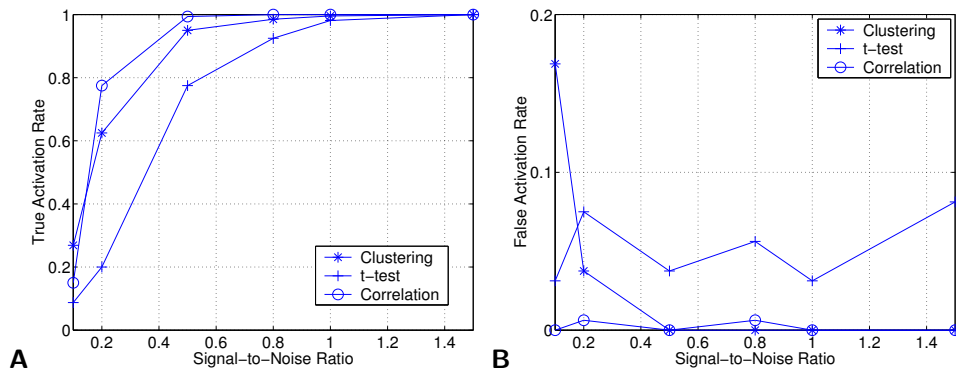 1
0.8
0.6
0.4
0.2
0
True Activation Rate
0.2 0.4 0.6 0.8 1.0 1.2 1.4
Signal-to-Noise Ratio
Clustering
t-test
Correlation
A
0.2
0.1
0
False Activation Rate
0.2 0.4 0.6 0.8 1.0 1.2 1.4
Signal-to-Noise Ratio
Clustering
t-test
Correlation
B